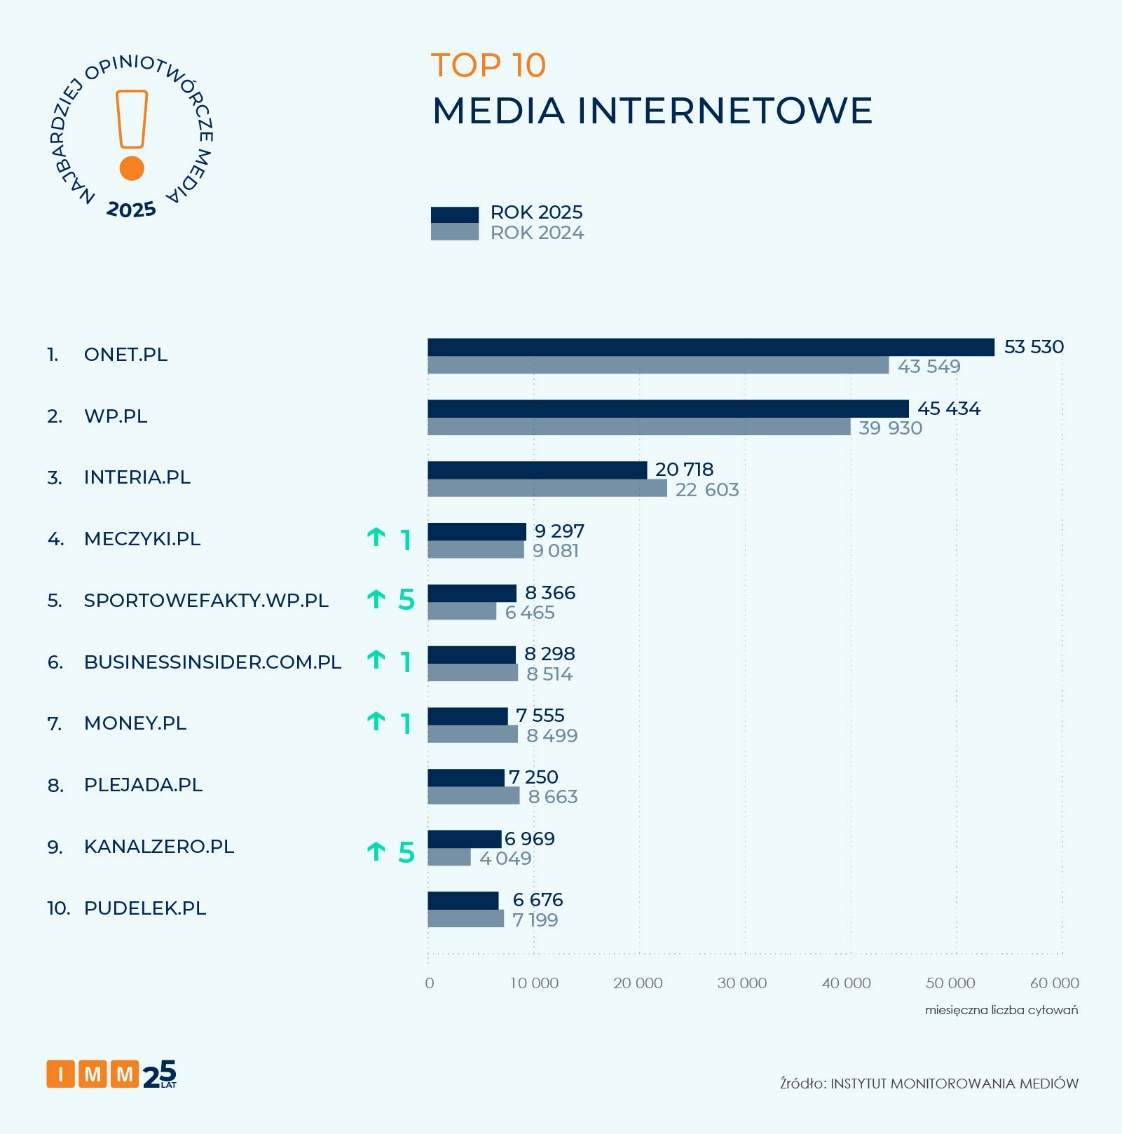 NAJBARDZIEJ OPINIOTWÓRCZE MEDIA
2025
TOP 10
MEDIA INTERNETOWE
ROK 2025
ROK 2024
1. ONET.PL 53 530
43 549
2. WP.PL 45 434
39 930
3. INTERIA.PL 20 718
22 603
4. MECZYKI.PL ↑ 1 9 297
9 081
5. SPORTOWEFAKTY.WP.PL ↑ 5 8 366
6 465
6. BUSINESSINSIDER.COM.PL ↑ 1 8 298
8 514
7. MONEY.PL ↑ 1 7 555
8 499
8. PLEJADA.PL 7 250
8 663
9. KANALZERO.PL ↑ 5 6 969
4 049
10. PUDELEK.PL 6 676
7 199
0 10 000 20 000 30 000 40 000 50 000 60 000
miesięczna liczba cytowań
IMM 25 LAT
Źródło: INSTYTUT MONITOROWANIA MEDIÓW